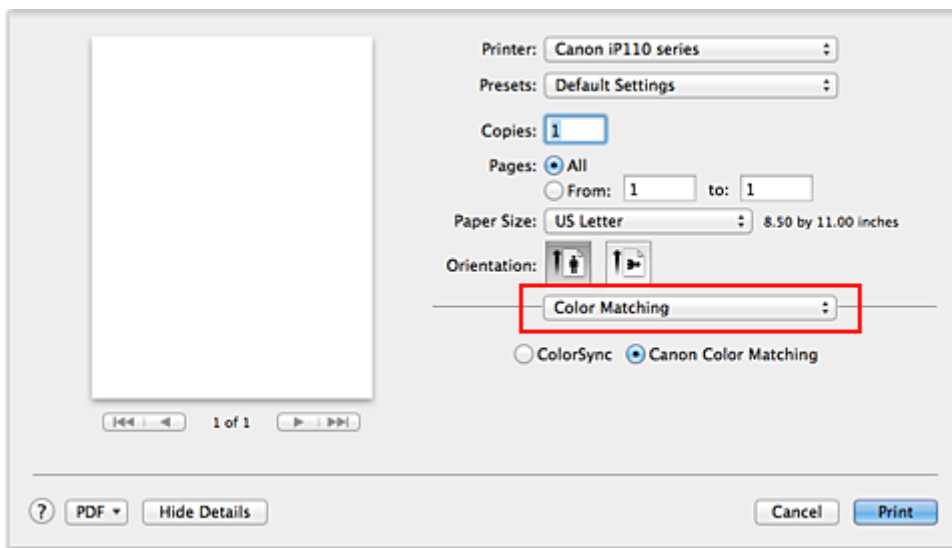 Printer: Canon iP110 series
Presets: Default Settings
Copies: 1
Pages: All
From: 1 to: 1
Paper Size: US Letter 8.50 by 11.00 inches
Orientation:
Color Matching
ColorSync Canon Color Matching
1 of 1
? PDF Hide Details Cancel Print